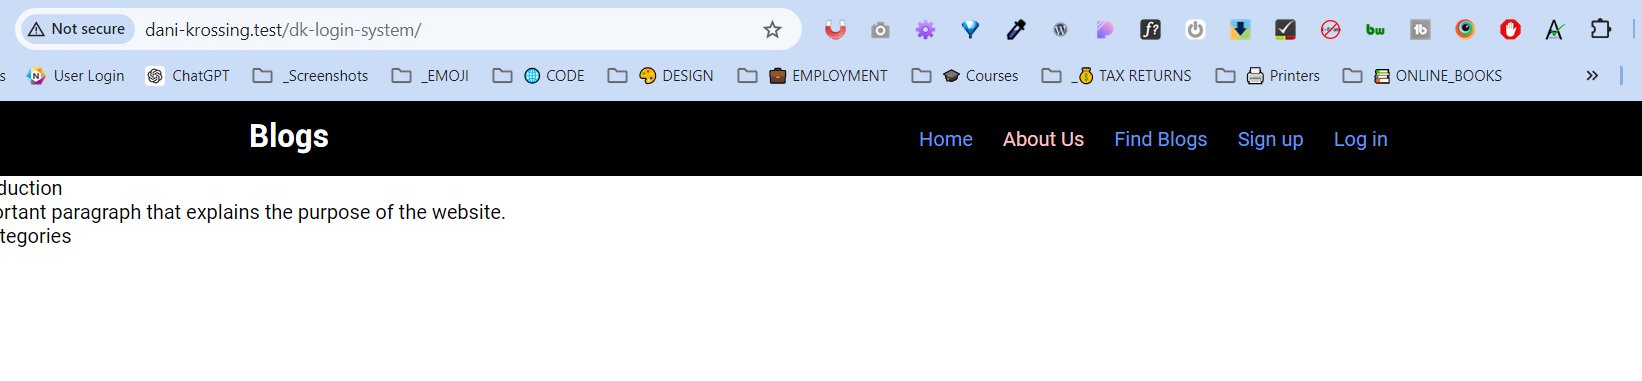 Not secure dani-krossing.test/dk-login-system/
s User Login ChatGPT _Screenshots _EMOJI CODE DESIGN EMPLOYMENT Courses _ TAX RETURNS Printers ONLINE_BOOKS »
Blogs Home About Us Find Blogs Sign up Log in
duction
ortant paragraph that explains the purpose of the website.
tegories